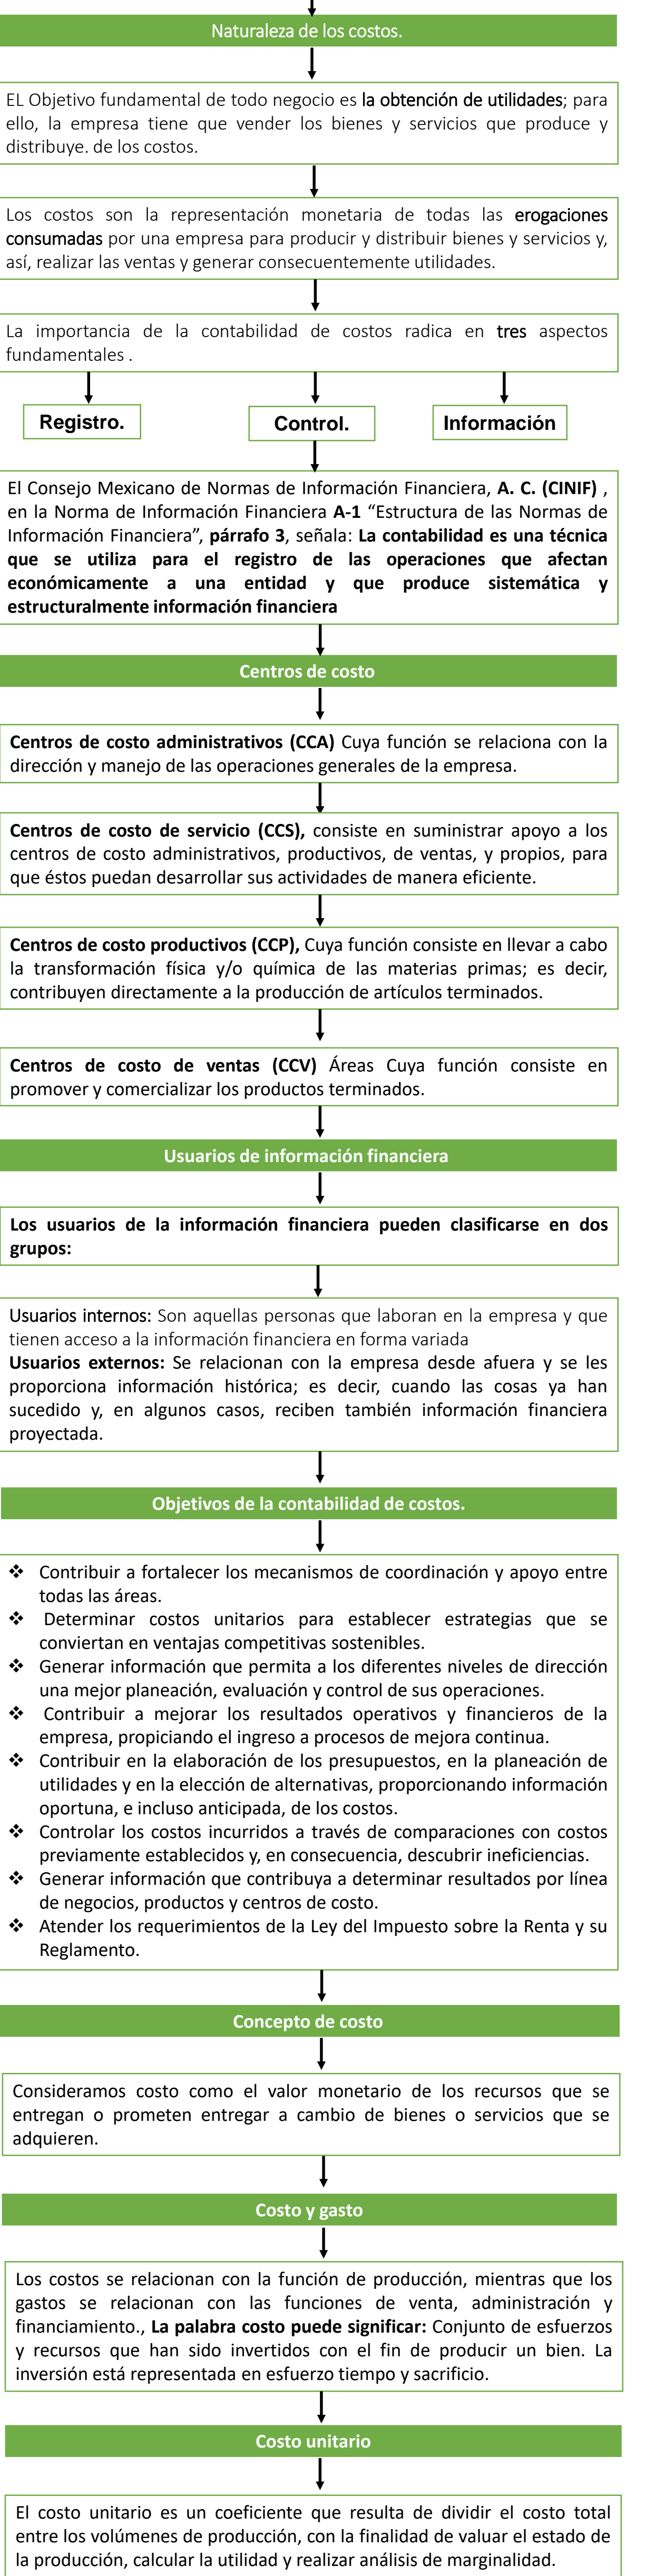 Naturaleza de los costos.
EL Objetivo fundamental de todo negocio es la obtención de utilidades; para
ello, la empresa tiene que vender los bienes y servicios que produce y
distribuye. de los costos.
Los costos son la representación monetaria de todas las erogaciones
consumadas por una empresa para producir y distribuir bienes y servicios y,
así, realizar las ventas y generar consecuentemente utilidades.
La importancia de la contabilidad de costos radica en tres aspectos
fundamentales .
Registro.
Control.
Información
El Consejo Mexicano de Normas de Información Financiera, A. C. (CINIF) ,
en la Norma de Información Financiera A-1 “Estructura de las Normas de
Información Financiera”, párrafo 3, señala: La contabilidad es una técnica
que se utiliza para el registro de las operaciones que afectan
económicamente a una entidad y que produce sistemática y
estructuralmente información financiera
Centros de costo
Centros de costo administrativos (CCA) Cuya función se relaciona con la
dirección y manejo de las operaciones generales de la empresa.
Centros de costo de servicio (CCS), consiste en suministrar apoyo a los
centros de costo administrativos, productivos, de ventas, y propios, para
que éstos puedan desarrollar sus actividades de manera eficiente.
Centros de costo productivos (CCP), Cuya función consiste en llevar a cabo
la transformación física y/o química de las materias primas; es decir,
contribuyen directamente a la producción de artículos terminados.
Centros de costo de ventas (CCV) Áreas Cuya función consiste en
promover y comercializar los productos terminados.
Usuarios de información financiera
Los usuarios de la información financiera pueden clasificarse en dos
grupos:
Usuarios internos: Son aquellas personas que laboran en la empresa y que
tienen acceso a la información financiera en forma variada
Usuarios externos: Se relacionan con la empresa desde afuera y se les
proporciona información histórica; es decir, cuando las cosas ya han
sucedido y, en algunos casos, reciben también información financiera
proyectada.
Objetivos de la contabilidad de costos.
❖ Contribuir a fortalecer los mecanismos de coordinación y apoyo entre
todas las áreas.
❖ Determinar costos unitarios para establecer estrategias que se
conviertan en ventajas competitivas sostenibles.
❖ Generar información que permita a los diferentes niveles de dirección
una mejor planeación, evaluación y control de sus operaciones.
❖ Contribuir a mejorar los resultados operativos y financieros de la
empresa, propiciando el ingreso a procesos de mejora continua.
❖ Contribuir en la elaboración de los presupuestos, en la planeación de
utilidades y en la elección de alternativas, proporcionando información
oportuna, e incluso anticipada, de los costos.
❖ Controlar los costos incurridos a través de comparaciones con costos
previamente establecidos y, en consecuencia, descubrir ineficiencias.
❖ Generar información que contribuya a determinar resultados por línea
de negocios, productos y centros de costo.
❖ Atender los requerimientos de la Ley del Impuesto sobre la Renta y su
Reglamento.
Concepto de costo
Consideramos costo como el valor monetario de los recursos que se
entregan o prometen entregar a cambio de bienes o servicios que se
adquieren.
Costo y gasto
Los costos se relacionan con la función de producción, mientras que los
gastos se relacionan con las funciones de venta, administración y
financiamiento., La palabra costo puede significar: Conjunto de esfuerzos
y recursos que han sido invertidos con el fin de producir un bien. La
inversión está representada en esfuerzo tiempo y sacrificio.
Costo unitario
El costo unitario es un coeficiente que resulta de dividir el costo total
entre los volúmenes de producción, con la finalidad de valuar el estado de
la producción, calcular la utilidad y realizar análisis de marginalidad.